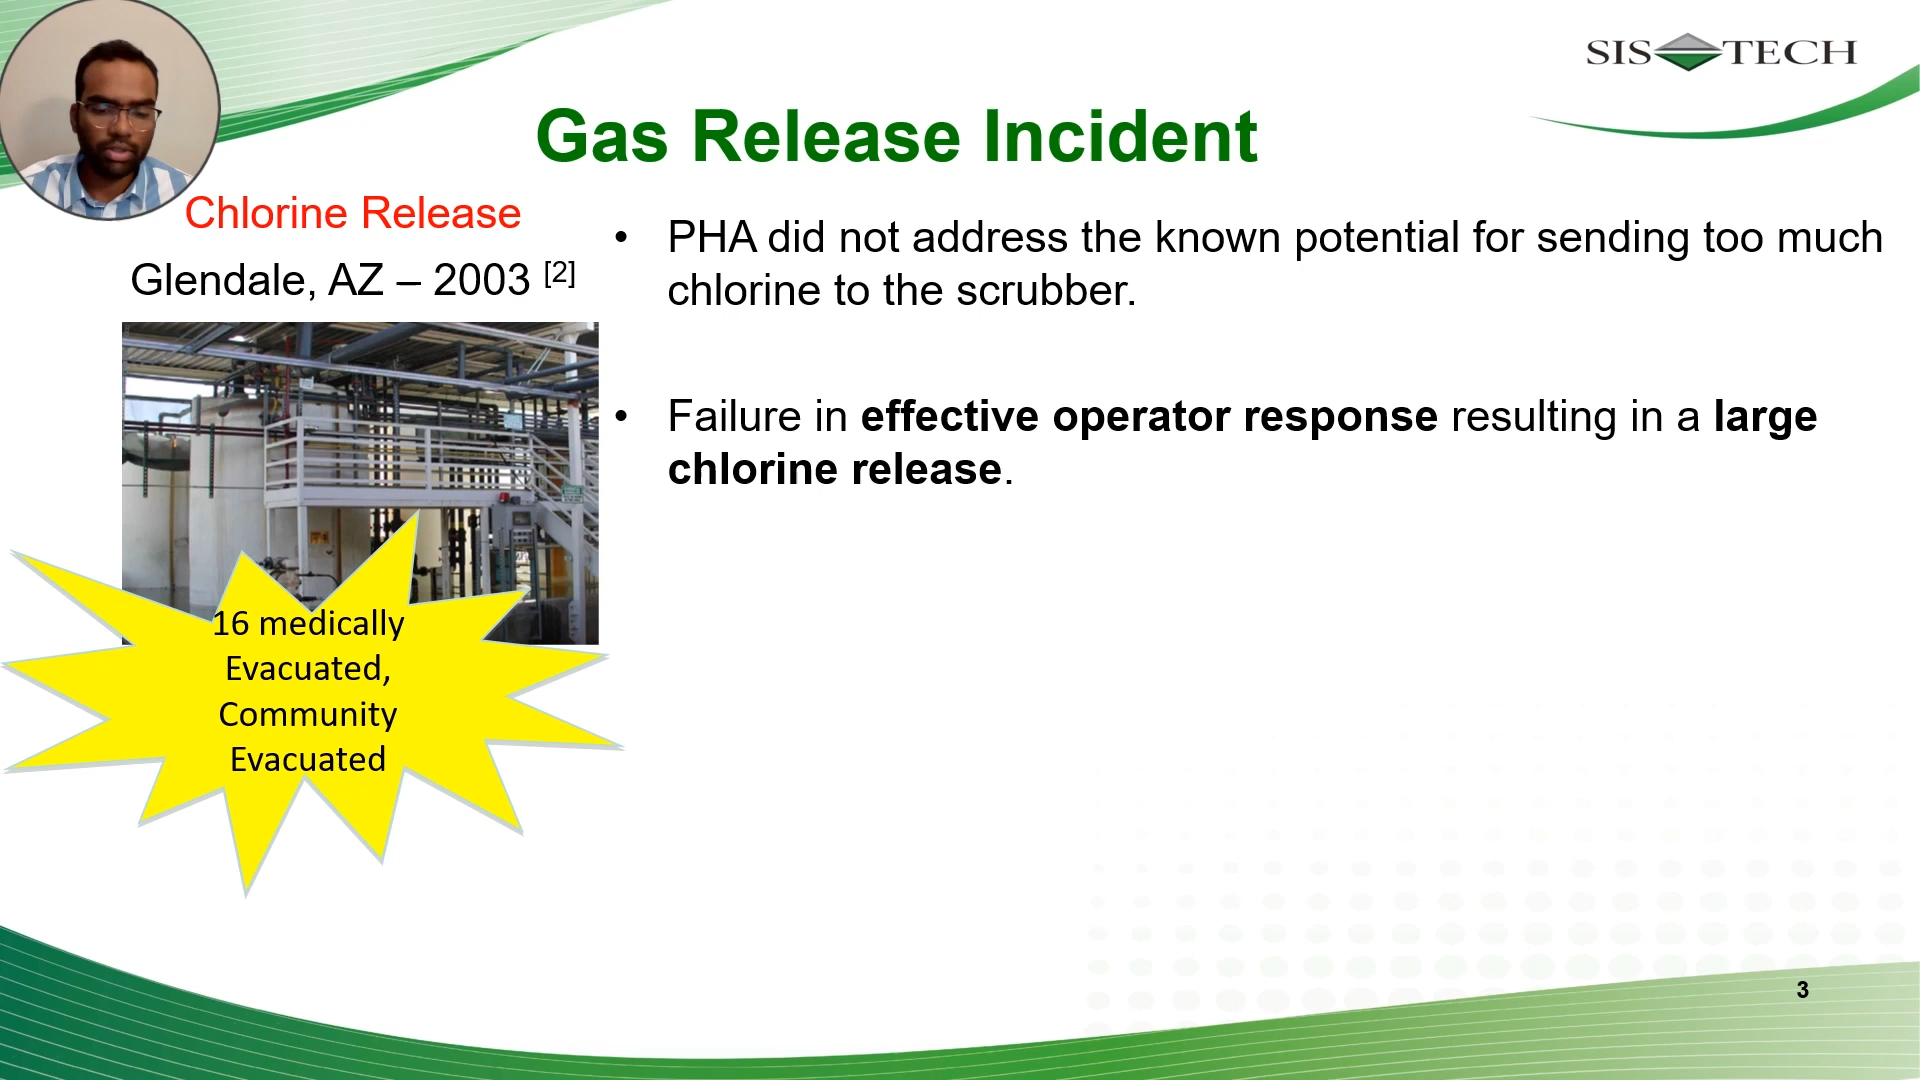 SIS TECH
Gas Release Incident
Chlorine Release
Glendale, AZ – 2003 [2]
• PHA did not address the known potential for sending too much
chlorine to the scrubber.
• Failure in effective operator response resulting in a large
chlorine release.
16 medically
Evacuated,
Community
Evacuated
3